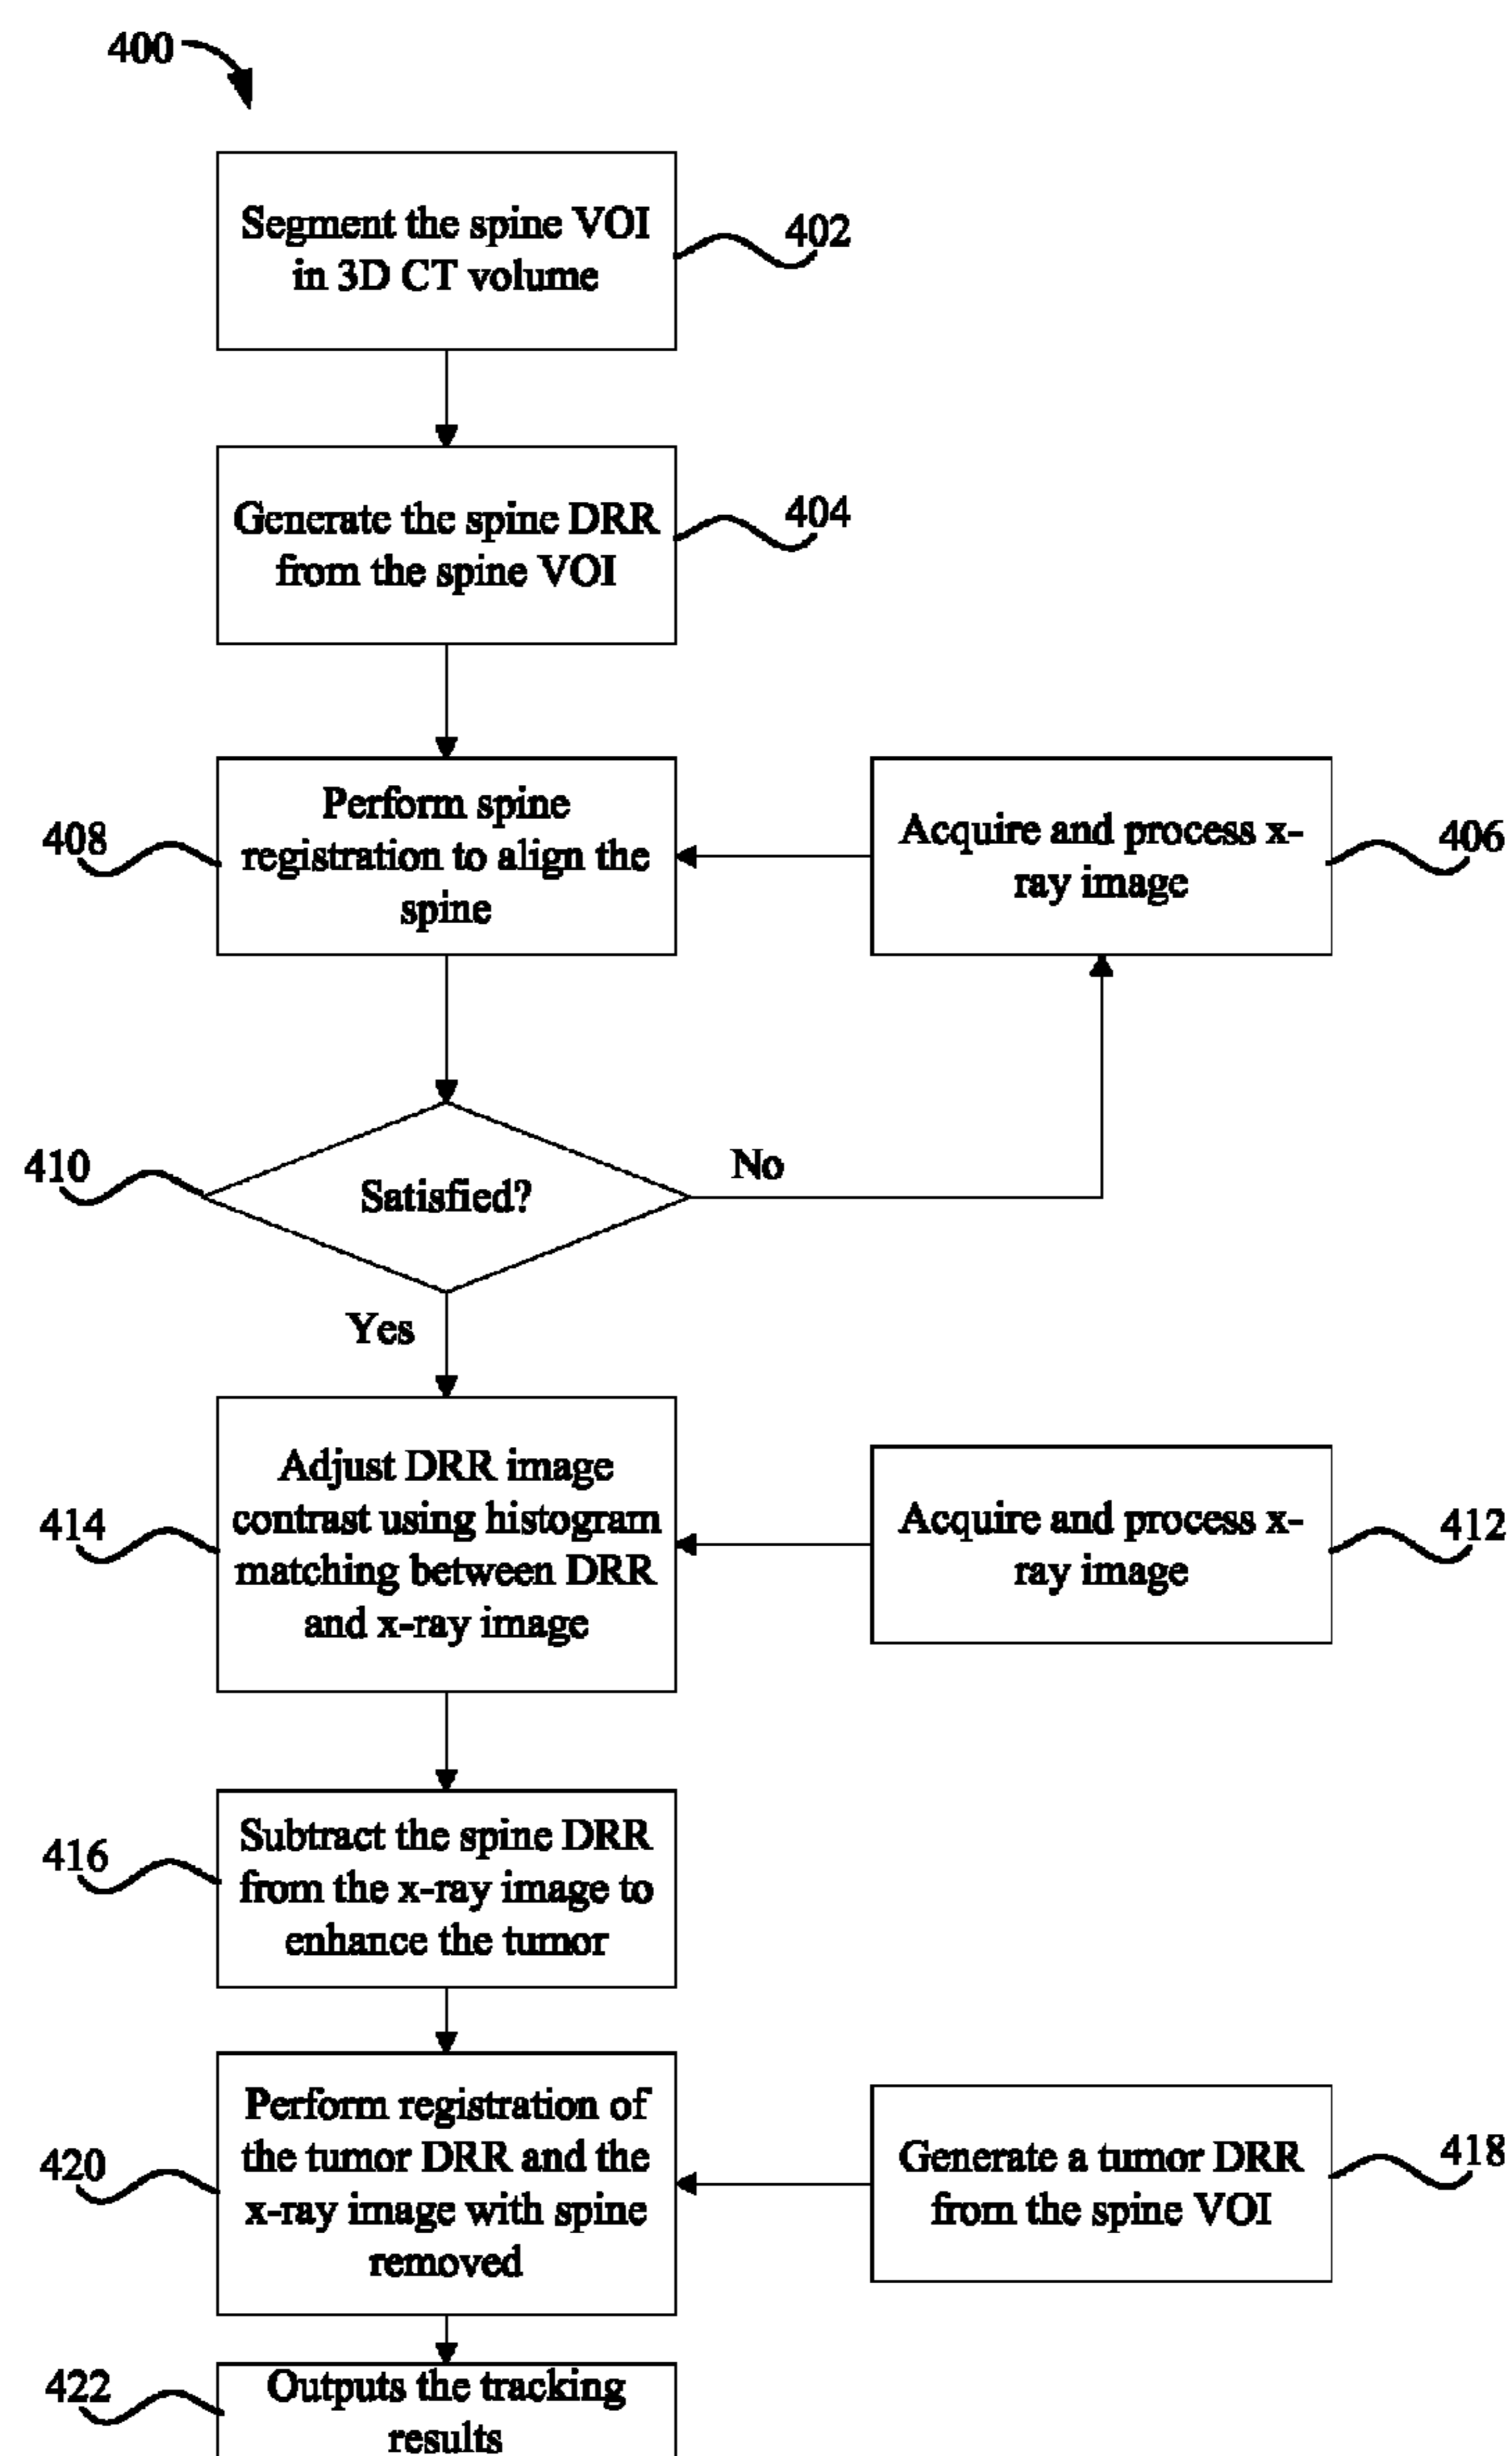 400
Segment the spine VOI
in 3D CT volume
402
Generate the spine DRR
from the spine VOI
404
408
Perform spine
registration to align the
spine
Acquire and process x-
ray image
406
410
Satisfied?
No
Yes
414
Adjust DRR image
contrast using histogram
matching between DRR
and x-ray image
Acquire and process x-
ray image
412
416
Subtract the spine DRR
from the x-ray image to
enhance the tumor
420
Perform registration of
the tumor DRR and the
x-ray image with spine
removed
Generate a tumor DRR
from the spine VOI
418
422
Outputs the tracking
results